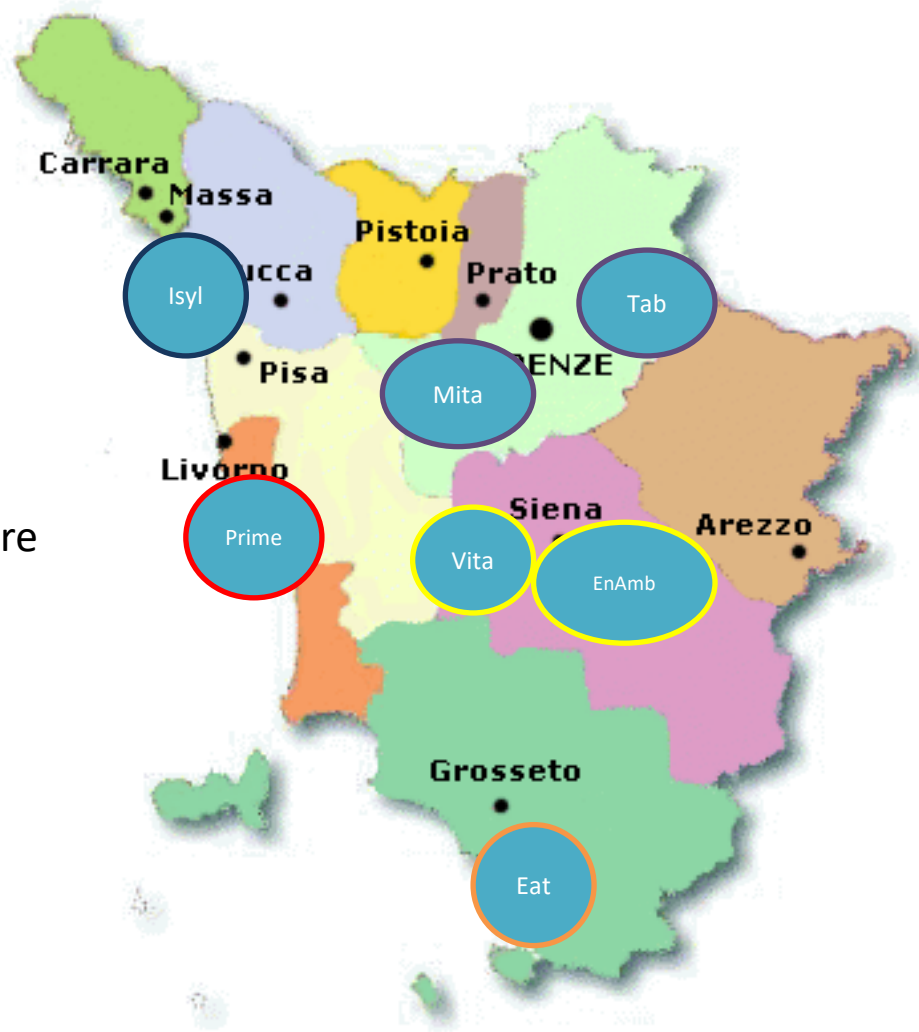 Carrara
Massa
Pistoia
ucca
Prato
Isyl
Tab
ENZE
Pisa
Mita
Livorno
Siena
Arezzo
re
Prime
Vita
EnAmb
Grosseto
Eat